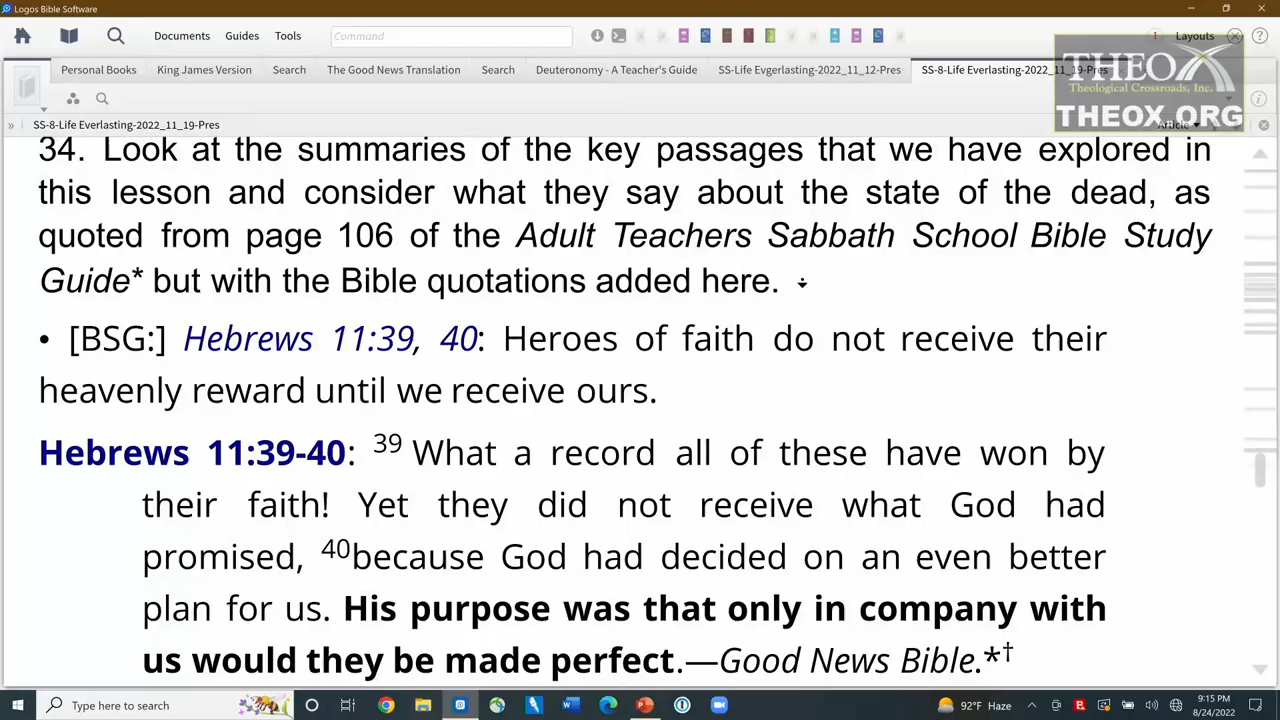 Logos Bible Software
Documents Guides Tools Command Layouts
Personal Books King James Version Search Search Deuteronomy - A Teacher's Guide SS-Life Evgerlasting-2022_11_12-Pres SS-8-Life Everlasting-2022_11_19-Pres
THEOX
Theological Crossroads, Inc.
THEOX.ORG
SS-8-Life Everlasting-2022_11_19-Pres Article
34. Look at the summaries of the key passages that we have explored in
this lesson and consider what they say about the state of the dead, as
quoted from page 106 of the Adult Teachers Sabbath School Bible Study
Guide* but with the Bible quotations added here.
• [BSG:] Hebrews 11:39, 40: Heroes of faith do not receive their
heavenly reward until we receive ours.
Hebrews 11:39-40: 39 What a record all of these have won by
their faith! Yet they did not receive what God had
promised, 40because God had decided on an even better
plan for us. His purpose was that only in company with
us would they be made perfect.—Good News Bible.*†
Type here to search
92°F Haze
9:15 PM
8/24/2022